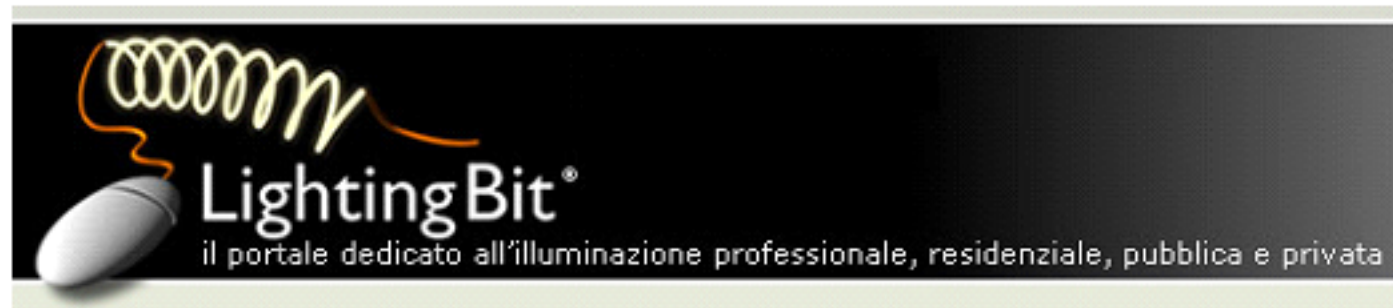 LightingBit®
il portale dedicato all'illuminazione professionale, residenziale, pubblica e privata